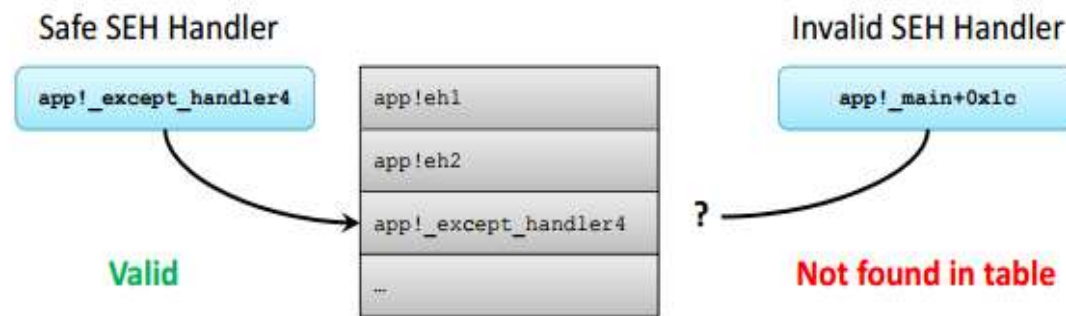 Safe SEH Handler
Invalid SEH Handler
app!_except_handler4
app!eh1
app!_main+0x1c
app!eh2
app!_except_handler4
?
Valid
Not found in table
…